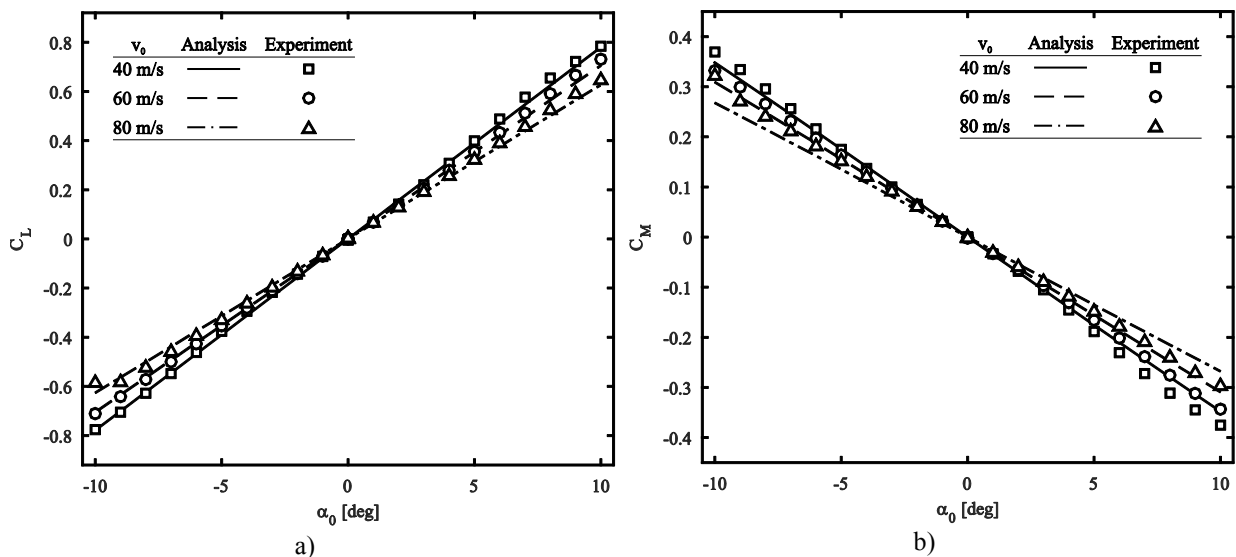 v₀ Analysis Experiment
40 m/s
60 m/s
80 m/s
0.8
0.6
0.4
0.2
0
-0.2
-0.4
-0.6
-0.8
C_L
-10 -5 0 5 10
α₀ [deg]
a)
v₀ Analysis Experiment
40 m/s
60 m/s
80 m/s
0.4
0.3
0.2
0.1
0
-0.1
-0.2
-0.3
-0.4
C_M
-10 -5 0 5 10
α₀ [deg]
b)